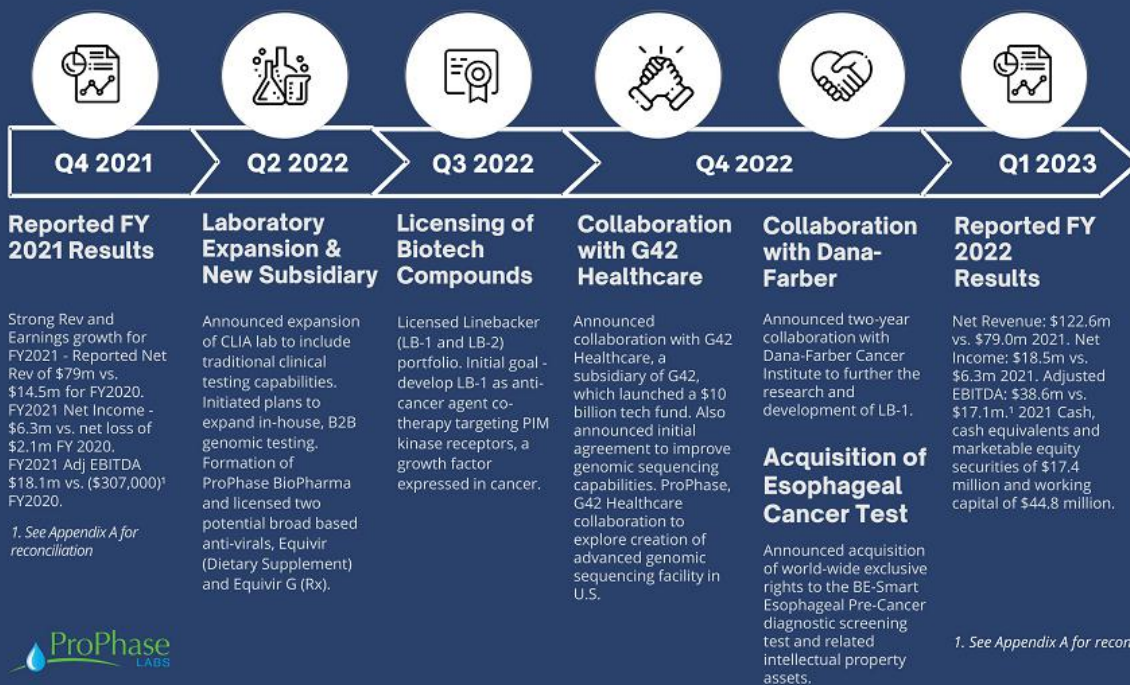 Q4 2021
Q2 2022
Q3 2022
Q4 2022
Q1 2023
Reported FY
2021 Results
Strong Rev and
Earnings growth for
FY2021 - Reported Net
Rev of $79m vs.
$14.5m for FY2020.
FY2021 Net Income -
$6.3m vs. net loss of
$2.1m FY 2020.
FY2021 Adj EBITDA
$18.1m vs. ($307,000)¹
FY2020.
1. See Appendix A for
reconciliation
Laboratory
Expansion &
New Subsidiary
Announced expansion
of CLIA lab to include
traditional clinical
testing capabilities.
Initiated plans to
expand in-house, B2B
genomic testing.
Formation of
ProPhase BioPharma
and licensed two
potential broad based
anti-virals, Equivir
(Dietary Supplement)
and Equivir G (Rx).
Licensing of
Biotech
Compounds
Licensed Linebacker
(LB-1 and LB-2)
portfolio. Initial goal -
develop LB-1 as anti-
cancer agent co-
therapy targeting PIM
kinase receptors, a
growth factor
expressed in cancer.
Collaboration
with G42
Healthcare
Announced
collaboration with G42
Healthcare, a
subsidiary of G42,
which launched a $10
billion tech fund. Also
announced initial
agreement to improve
genomic sequencing
capabilities. ProPhase,
G42 Healthcare
collaboration to
explore creation of
advanced genomic
sequencing facility in
U.S.
Collaboration
with Dana-
Farber
Announced two-year
collaboration with
Dana-Farber Cancer
Institute to further the
research and
development of LB-1.
Acquisition of
Esophageal
Cancer Test
Announced acquisition
of world-wide exclusive
rights to the BE-Smart
Esophageal Pre-Cancer
diagnostic screening
test and related
intellectual property
assets.
Reported FY
2022
Results
Net Revenue: $122.6m
vs. $79.0m 2021. Net
Income: $18.5m vs.
$6.3m 2021. Adjusted
EBITDA: $38.6m vs.
$17.1m.¹ 2021 Cash,
cash equivalents and
marketable equity
securities of $17.4
million and working
capital of $44.8 million.
1. See Appendix A for recon
ProPhase
LABS